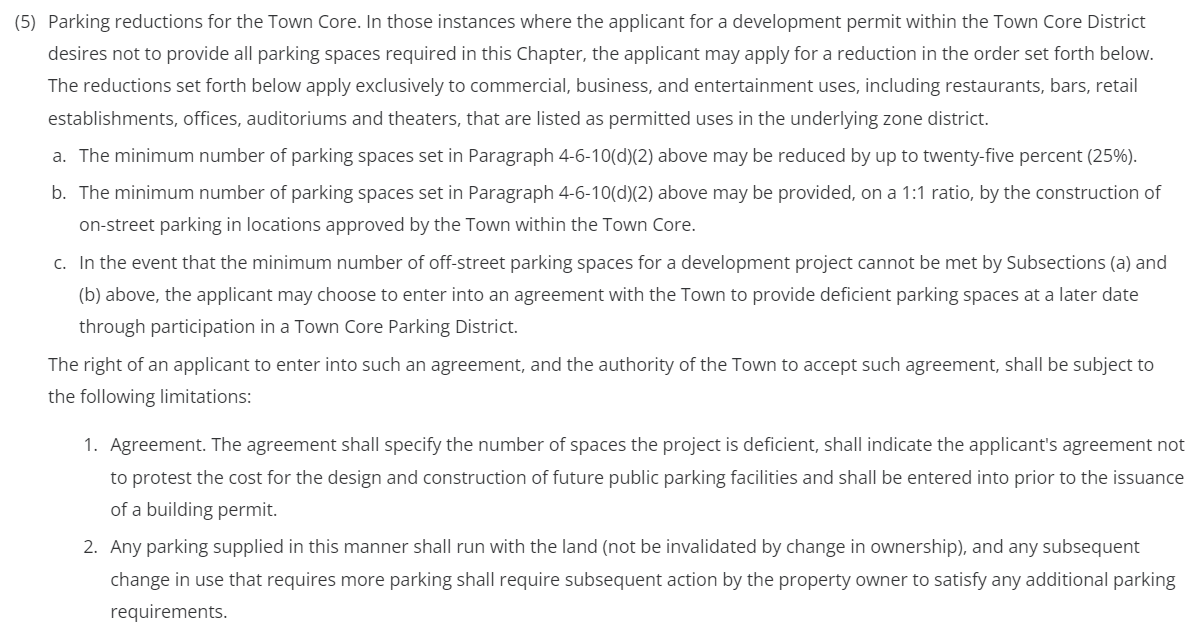 (5) Parking reductions for the Town Core. In those instances where the applicant for a development permit within the Town Core District
desires not to provide all parking spaces required in this Chapter, the applicant may apply for a reduction in the order set forth below.
The reductions set forth below apply exclusively to commercial, business, and entertainment uses, including restaurants, bars, retail
establishments, offices, auditoriums and theaters, that are listed as permitted uses in the underlying zone district.
a. The minimum number of parking spaces set in Paragraph 4-6-10(d)(2) above may be reduced by up to twenty-five percent (25%).
b. The minimum number of parking spaces set in Paragraph 4-6-10(d)(2) above may be provided, on a 1:1 ratio, by the construction of
on-street parking in locations approved by the Town within the Town Core.
c. In the event that the minimum number of off-street parking spaces for a development project cannot be met by Subsections (a) and
(b) above, the applicant may choose to enter into an agreement with the Town to provide deficient parking spaces at a later date
through participation in a Town Core Parking District.
The right of an applicant to enter into such an agreement, and the authority of the Town to accept such agreement, shall be subject to
the following limitations:
1. Agreement. The agreement shall specify the number of spaces the project is deficient, shall indicate the applicant's agreement not
to protest the cost for the design and construction of future public parking facilities and shall be entered into prior to the issuance
of a building permit.
2. Any parking supplied in this manner shall run with the land (not be invalidated by change in ownership), and any subsequent
change in use that requires more parking shall require subsequent action by the property owner to satisfy any additional parking
requirements.